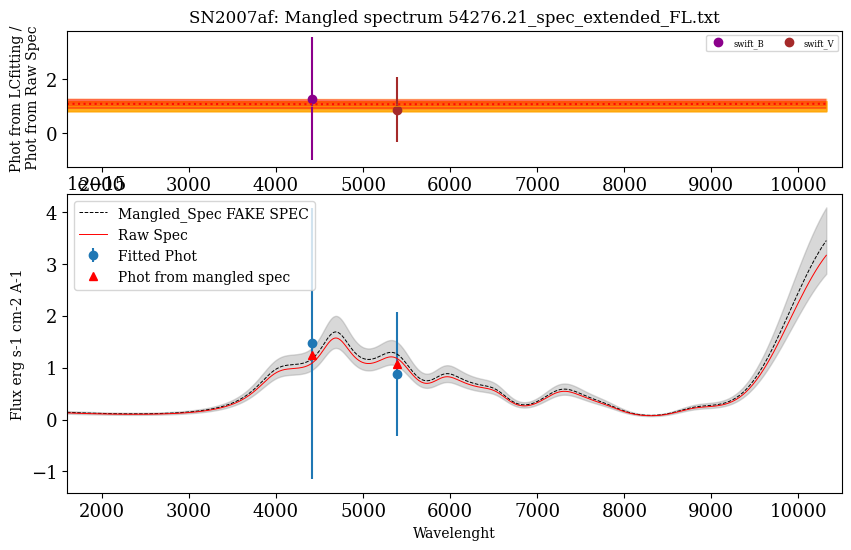 SN2007af: Mangled spectrum 54276.21_spec_extended_FL.txt
Phot from LCfitting /
Phot from Raw Spec
swift_B
swift_V
2
0
2000
3000
4000
5000
6000
7000
8000
9000
10000
1e−15
Mangled_Spec FAKE SPEC
Raw Spec
Fitted Phot
Phot from mangled spec
Flux erg s-1 cm-2 A-1
4
3
2
1
0
−1
2000
3000
4000
5000
6000
7000
8000
9000
10000
Wavelenght